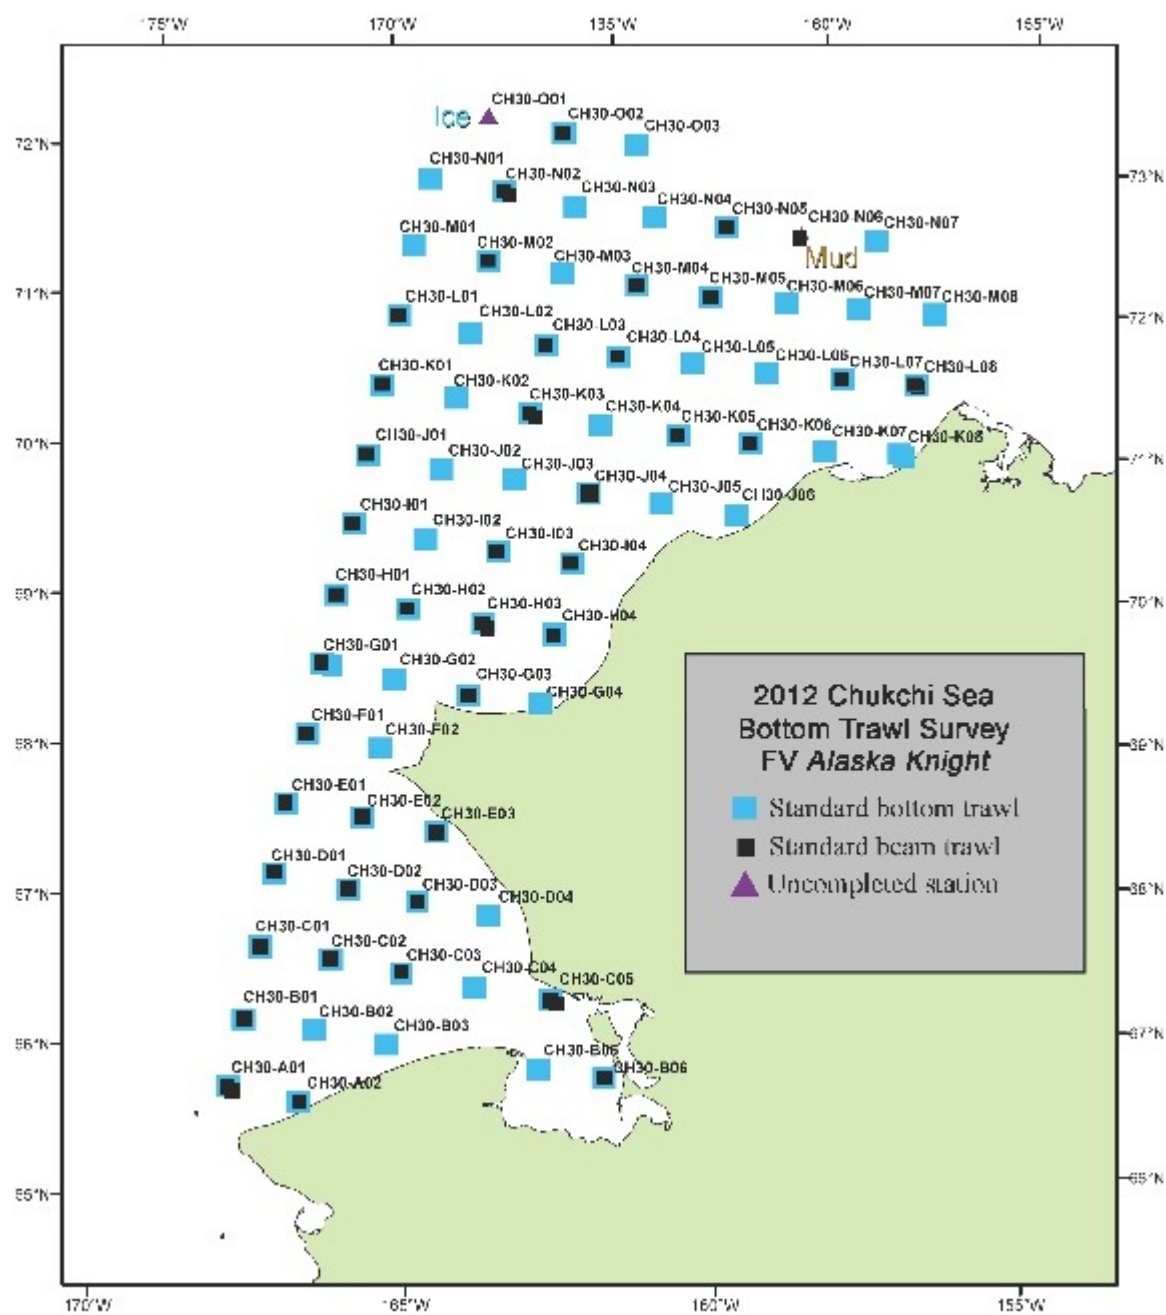 175°W 170°W 135°W 160°W 155°W
CH30-O01
Ice
CH30-O02
CH30-O03
72°N
CH30-N01
CH30-N02
CH30-N03
CH30-N04
CH30-N05
CH30-N06
CH30-N07
73°N
Mud
CH30-M01
CH30-M02
CH30-M03
CH30-M04
CH30-M05
CH30-M06
CH30-M07
CH30-M08
71°N
72°N
CH30-L01
CH30-L02
CH30-L03
CH30-L04
CH30-L05
CH30-L06
CH30-L07
CH30-L08
CH30-K01
CH30-K02
CH30-K03
CH30-K04
CH30-K05
CH30-K06
CH30-K07
CH30-K08
70°N
71°N
CH30-J01
CH30-J02
CH30-J03
CH30-J04
CH30-J05
CH30-J06
CH30-I01
CH30-I02
CH30-I03
CH30-I04
69°N
70°N
CH30-H01
CH30-H02
CH30-H03
CH30-H04
CH30-G01
CH30-G02
CH30-G03
CH30-G04
68°N
69°N
CH30-F01
CH30-F02
2012 Chukchi Sea
Bottom Trawl Survey
FV Alaska Knight
Standard bottom trawl
Standard beam trawl
Uncompleted station
CH30-E01
CH30-E02
CH30-E03
67°N
68°N
CH30-D01
CH30-D02
CH30-D03
CH30-D04
CH30-C01
CH30-C02
CH30-C03
CH30-C04
CH30-C05
CH30-B01
CH30-B02
CH30-B03
66°N
67°N
CH30-B06
CH30-A01
CH30-A02
65°N
170°W 165°W 160°W 155°W